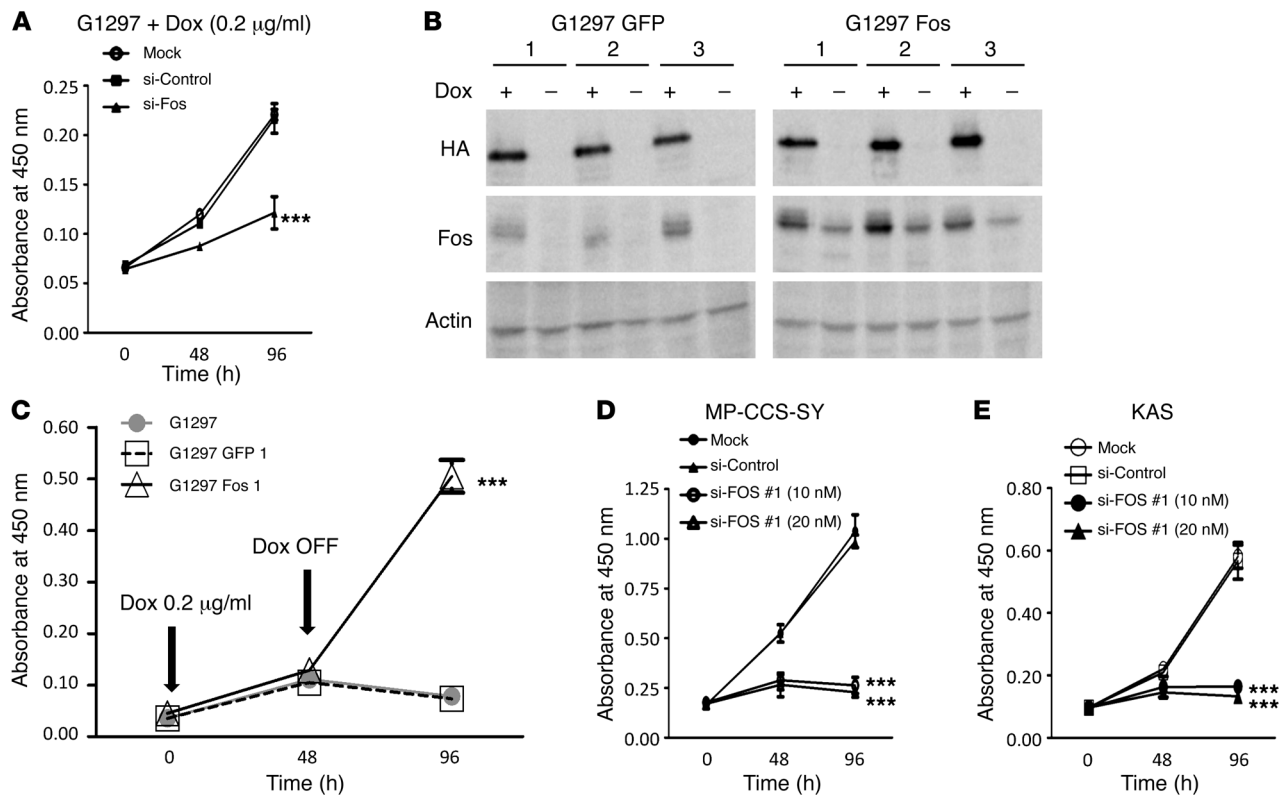 A
G1297 + Dox (0.2 µg/ml)
Mock
si-Control
si-Fos
Absorbance at 450 nm
0.25
0.20
0.15
0.10
0.05
0.00
***
0 48 96
Time (h)
B
G1297 GFP G1297 Fos
1 2 3 1 2 3
Dox + – + – + – + – + – + –
HA
Fos
Actin
C
G1297
G1297 GFP 1
G1297 Fos 1
Absorbance at 450 nm
0.60
0.50
0.40
0.30
0.20
0.10
0.00
***
Dox OFF
Dox 0.2 µg/ml
0 48 96
Time (h)
D
MP-CCS-SY
Mock
si-Control
si-FOS #1 (10 nM)
si-FOS #1 (20 nM)
Absorbance at 450 nm
1.25
1.00
0.75
0.50
0.25
0.00
***
***
0 48 96
Time (h)
E
KAS
Mock
si-Control
si-FOS #1 (10 nM)
si-FOS #1 (20 nM)
Absorbance at 450 nm
0.80
0.60
0.40
0.20
0.00
***
***
0 48 96
Time (h)